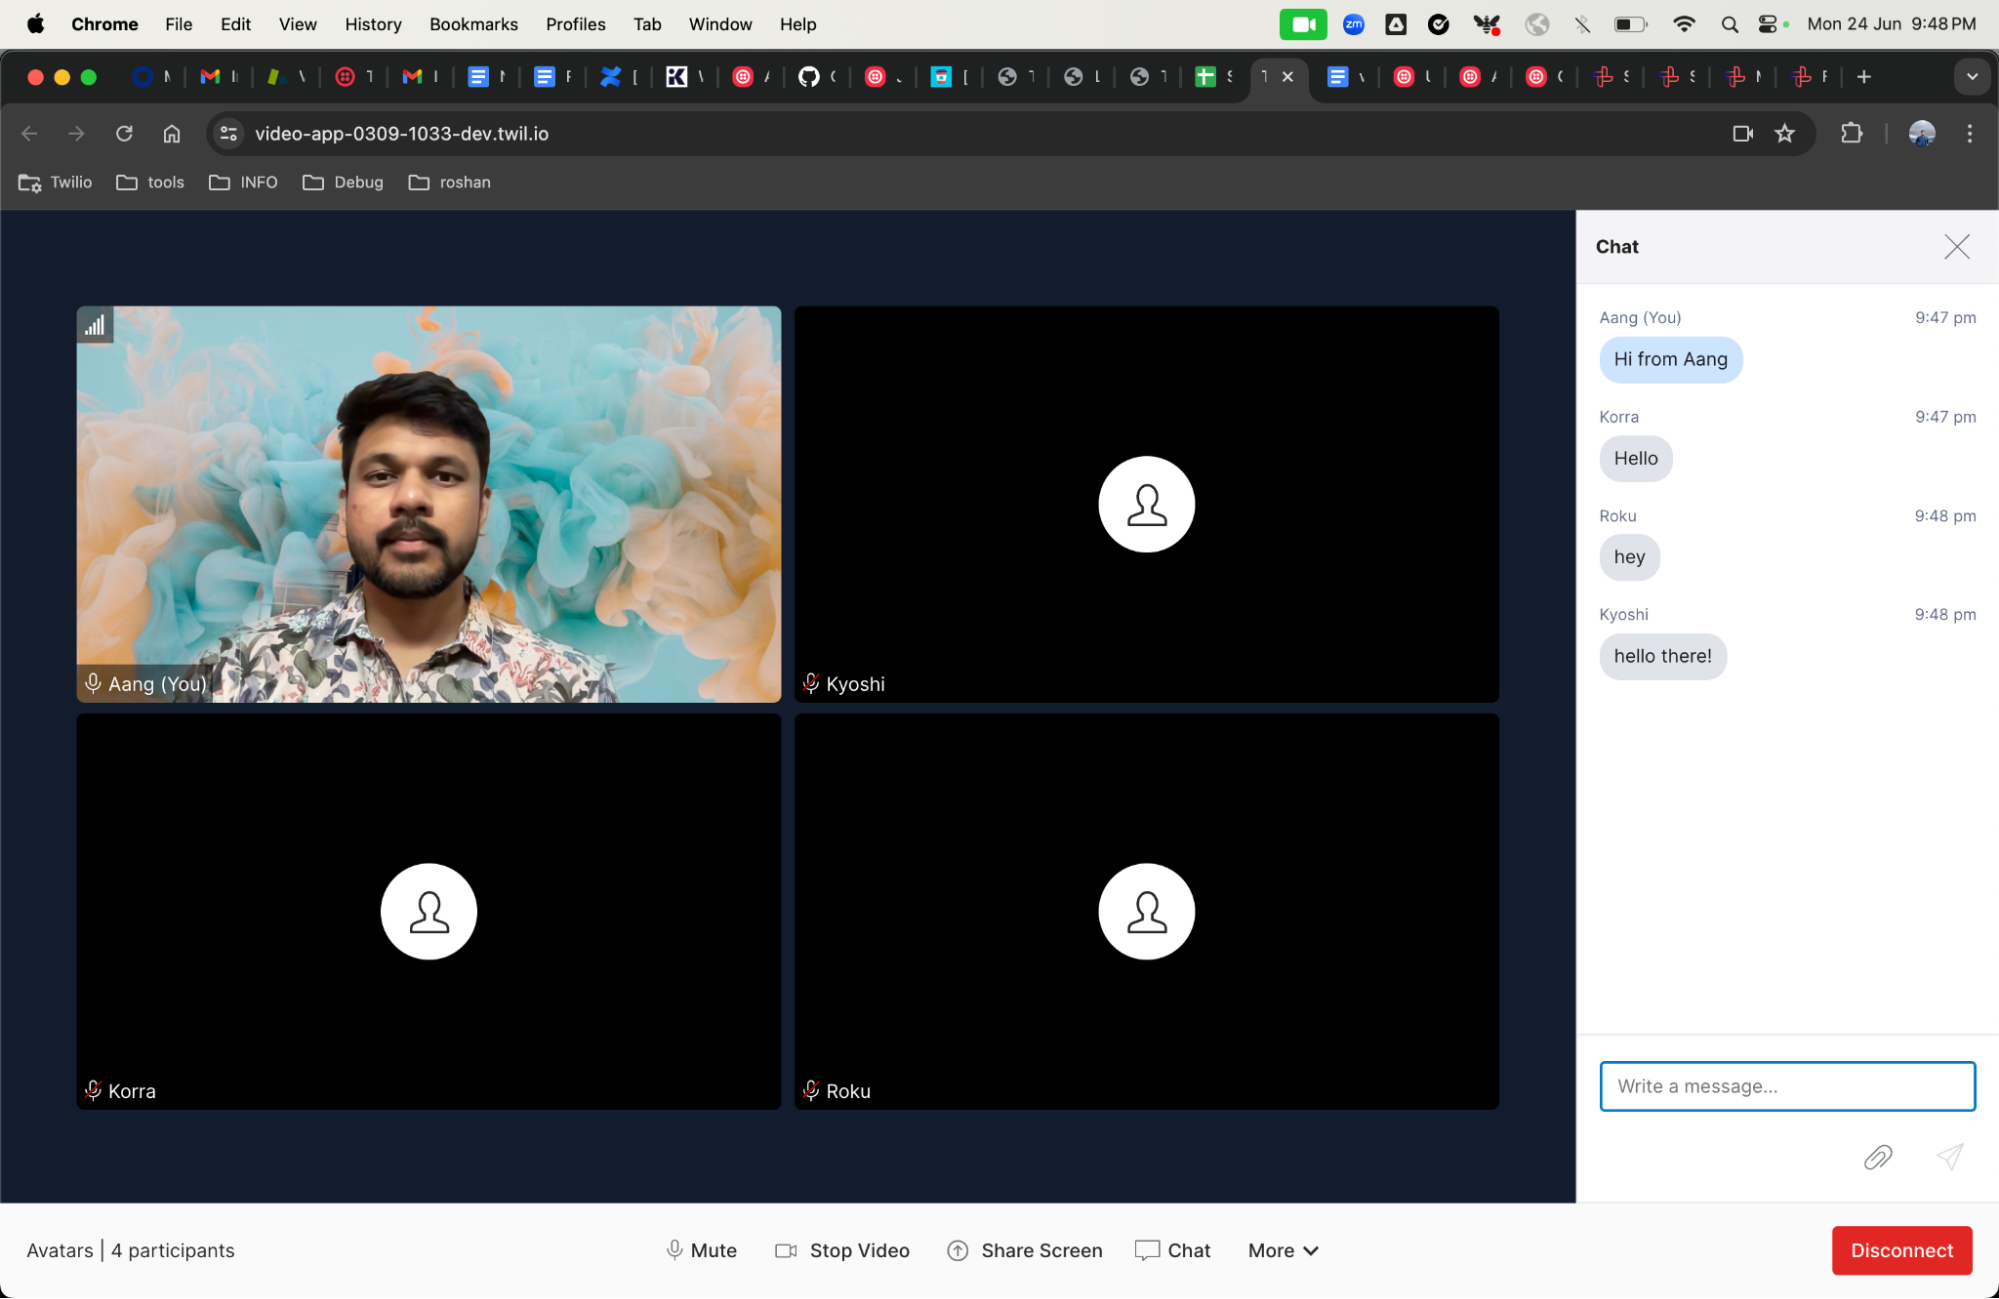 Chrome File Edit View History Bookmarks Profiles Tab Window Help
zm
Mon 24 Jun 9:48 PM
video-app-0309-1033-dev.twil.io
Twilio tools INFO Debug roshan
Chat
Aang (You) 9:47 pm
Hi from Aang
Korra 9:47 pm
Hello
Roku 9:48 pm
hey
Kyoshi 9:48 pm
hello there!
Aang (You)
Kyoshi
Korra
Roku
Write a message...
Avatars | 4 participants
Mute Stop Video Share Screen Chat More
Disconnect